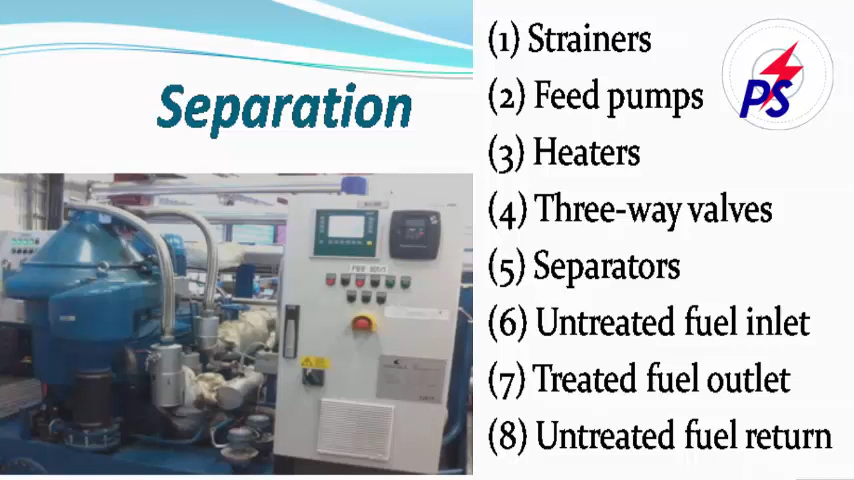 Separation
(1) Strainers
(2) Feed pumps
(3) Heaters
(4) Three-way valves
(5) Separators
(6) Untreated fuel inlet
(7) Treated fuel outlet
(8) Untreated fuel return
PS